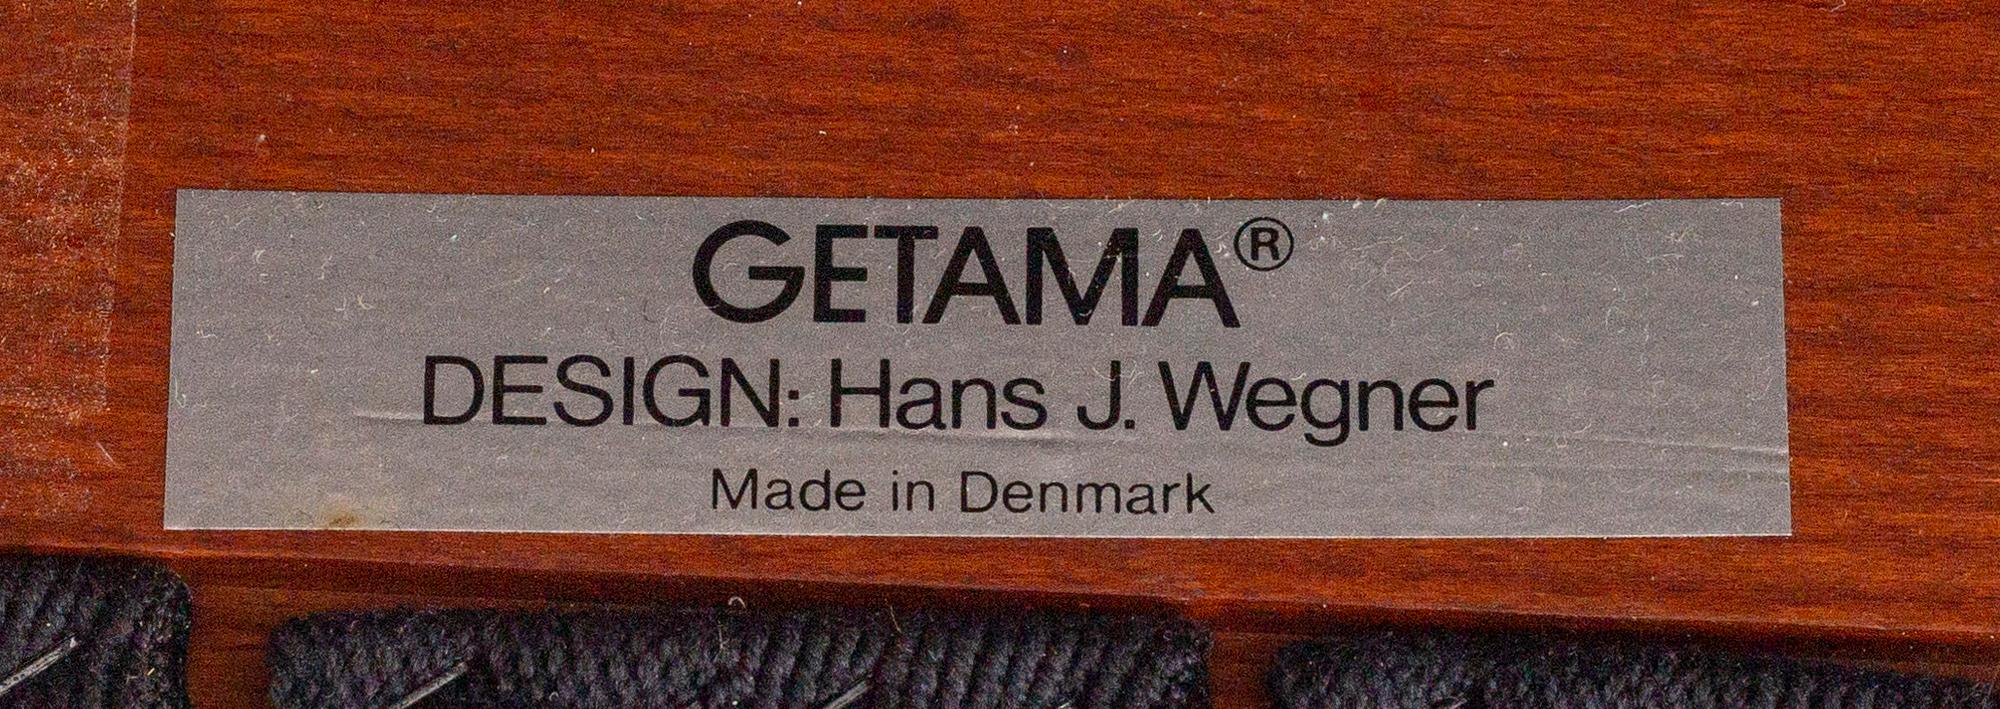 GETAMA®
DESIGN: Hans J. Wegner
Made in Denmark